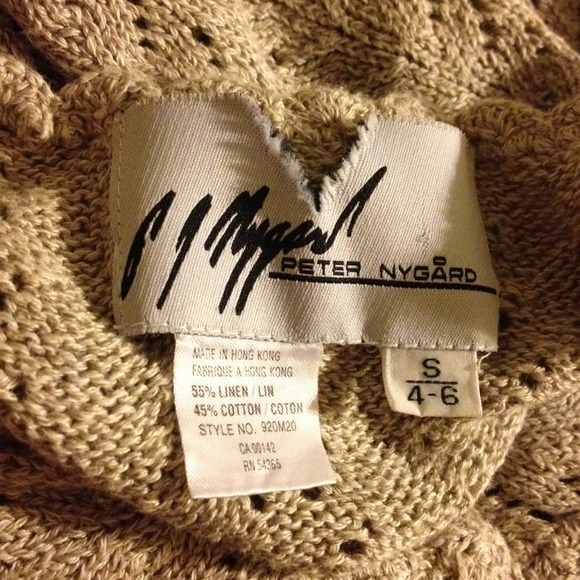 P J Nygard
PETER NYGÅRD
MADE IN HONG KONG
FABRIQUE A HONG KONG
55% LINEN / LIN
45% COTTON / COTON
STYLE NO. 920M20
CA 00142
RN 54365
S
4-6